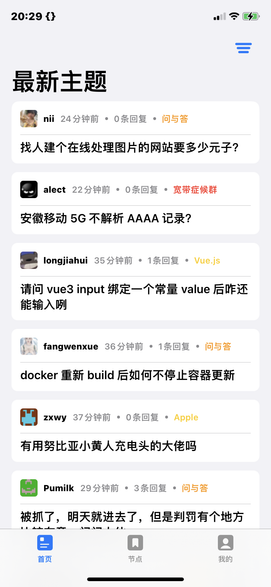 20:29 {}
最新主题
nii 24分钟前 • 0条回复 • 问与答
找人建个在线处理图片的网站要多少元子？
alect 22分钟前 • 0条回复 • 宽带症候群
安徽移动 5G 不解析 AAAA 记录？
longjiahui 35分钟前 • 1条回复 • Vue.js
请问 vue3 input 绑定一个常量 value 后咋还
能输入咧
fangwenxue 36分钟前 • 1条回复 • 问与答
docker 重新 build 后如何不停止容器更新
zxwy 37分钟前 • 0条回复 • Apple
有用努比亚小黄人充电头的大佬吗
Pumilk 29分钟前 • 3条回复 • 问与答
被抓了，明天就进去了，但是判罚有个地方
首页 节点 我的